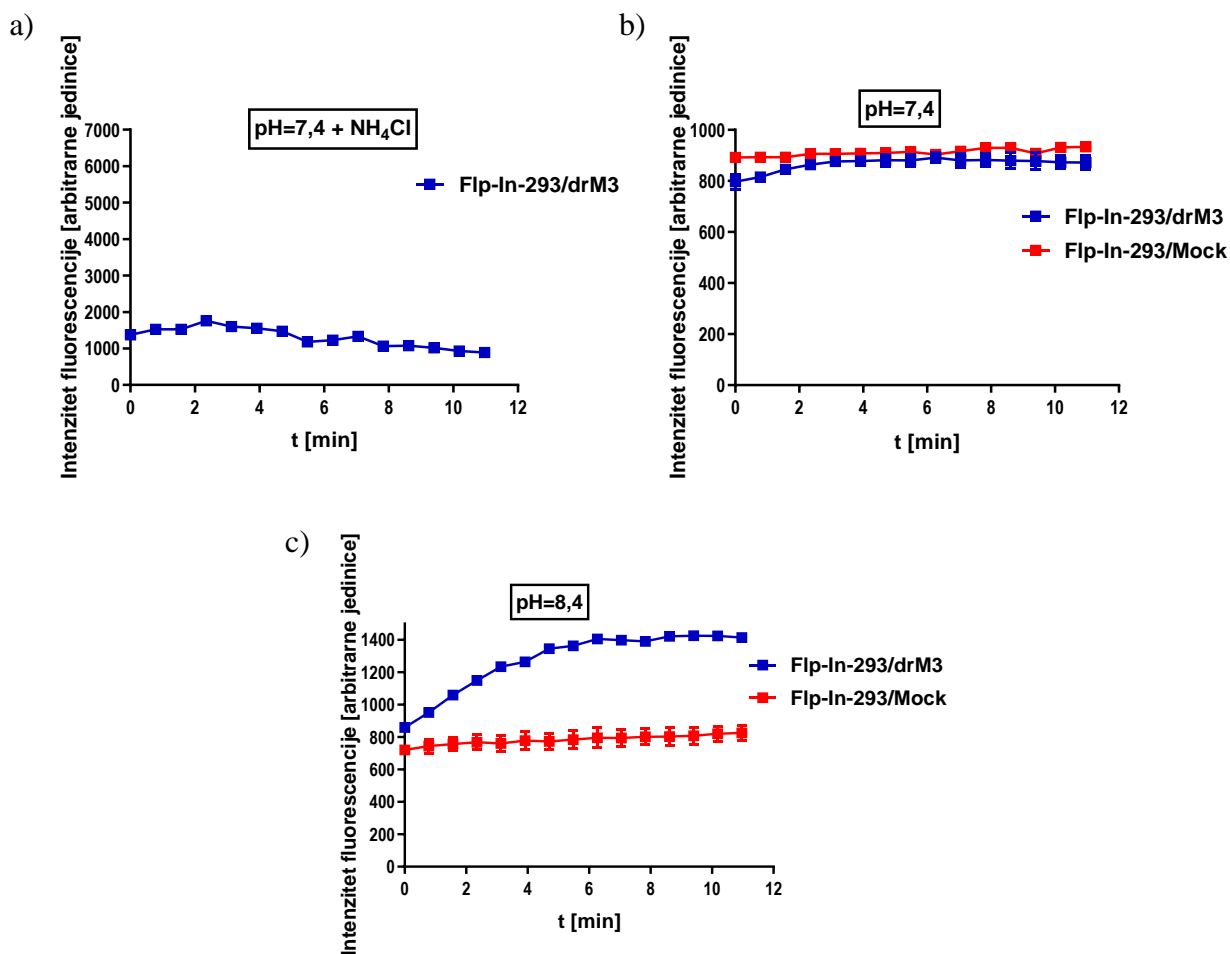 a)
Intenzitet fluorescencije [arbitrarne jedinice]
pH=7,4 + NH₄Cl
7000
6000
5000
4000
3000
2000
1000
0
Flp-In-293/drM3
0 2 4 6 8 10 12
t [min]
b)
Intenzitet fluorescencije [arbitrarne jedinice]
pH=7,4
1000
800
600
400
200
0
Flp-In-293/drM3
Flp-In-293/Mock
0 2 4 6 8 10 12
t [min]
c)
Intenzitet fluorescencije [arbitrarne jedinice]
pH=8,4
1400
1200
1000
800
600
400
200
0
Flp-In-293/drM3
Flp-In-293/Mock
0 2 4 6 8 10 12
t [min]